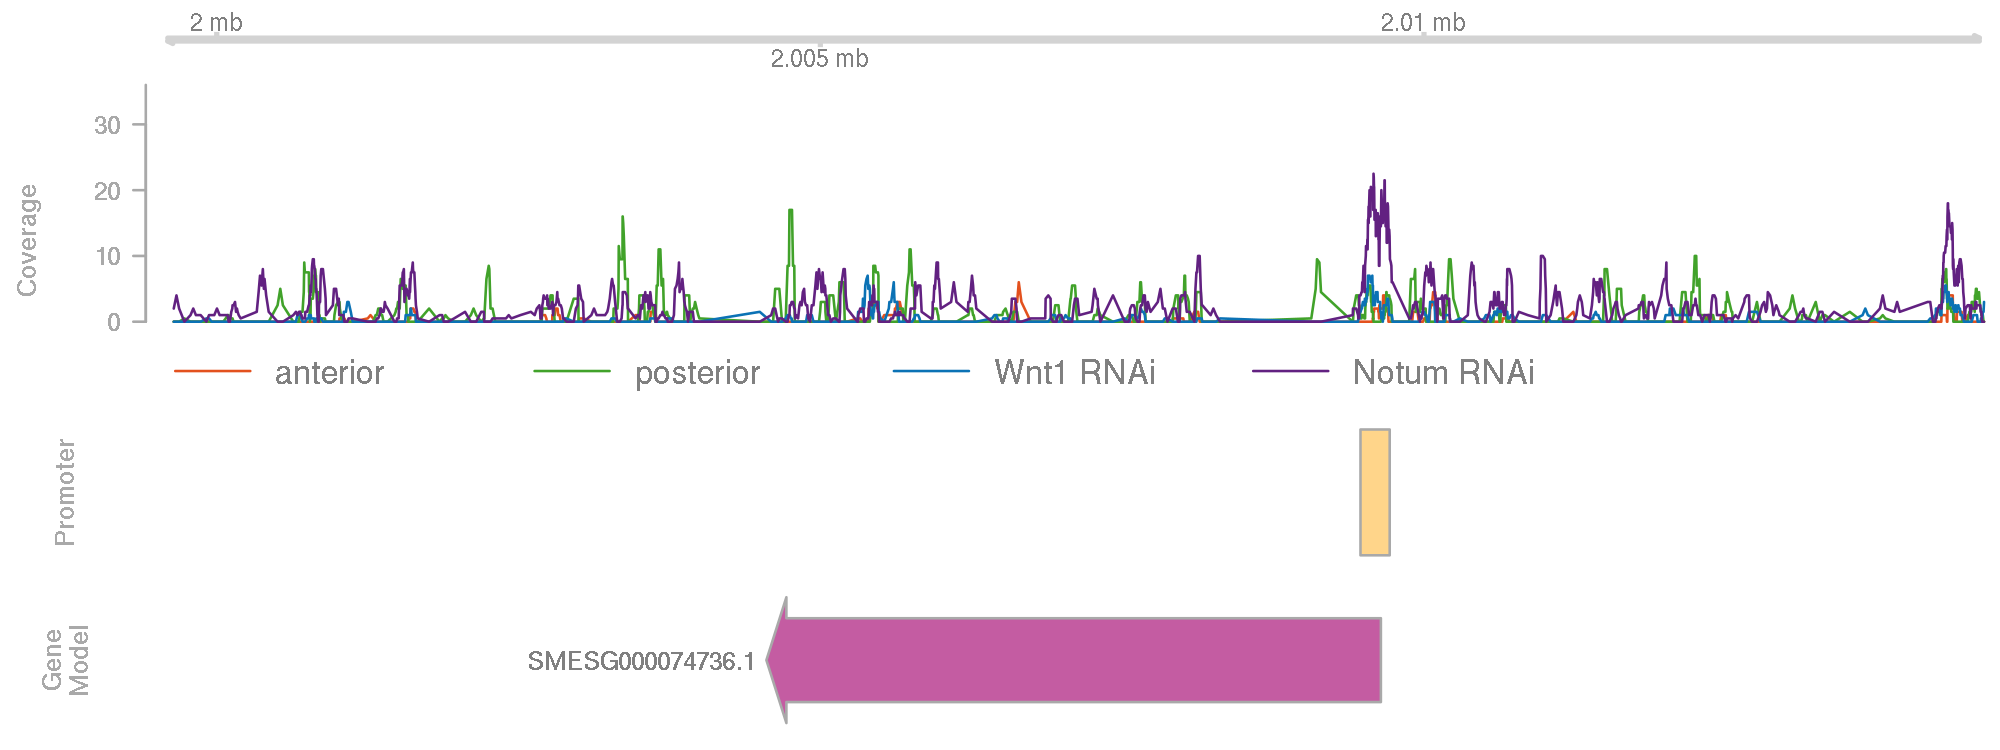 2 mb
2.01 mb
2.005 mb
Coverage
30
20
10
0
anterior
posterior
Wnt1 RNAi
Notum RNAi
Promoter
Gene
Model
SMESG000074736.1